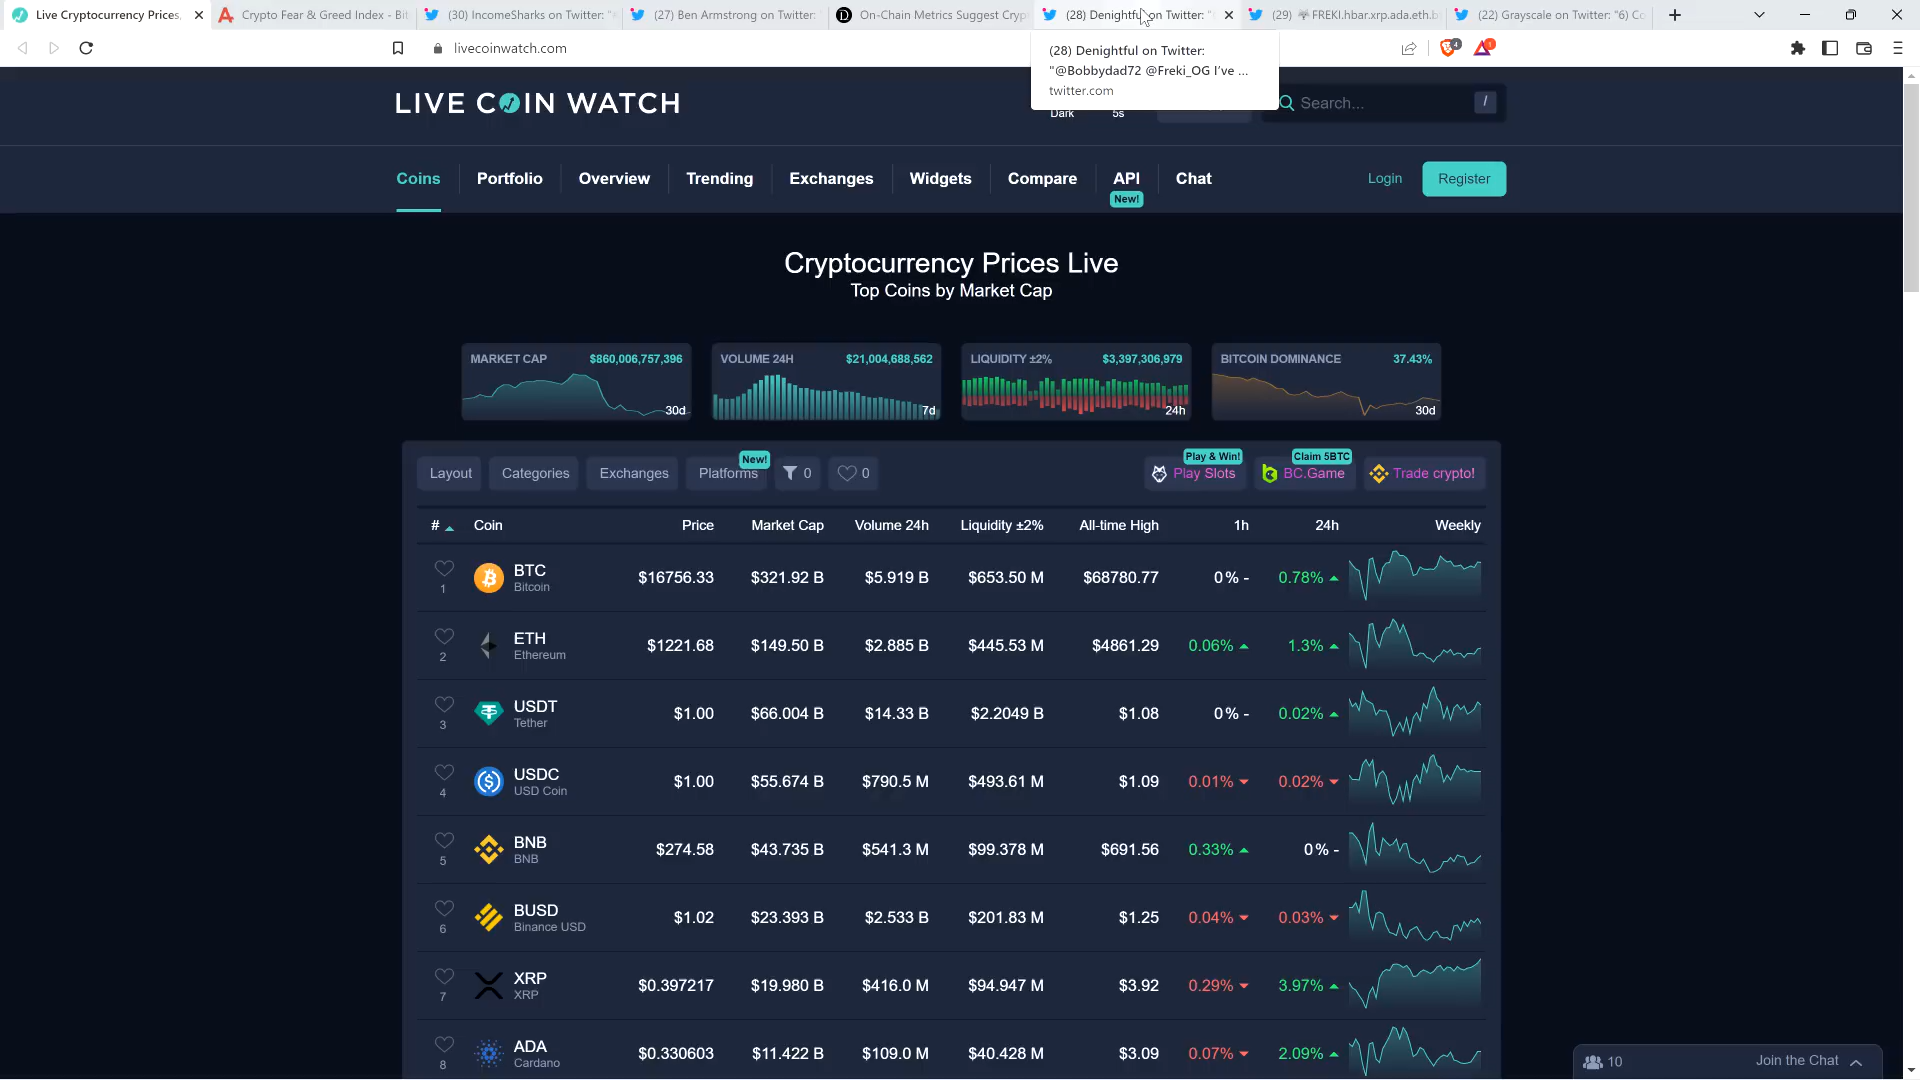 Live Cryptocurrency Prices,
Crypto Fear & Greed Index - Bi
(30) IncomeSharks on Twitter: "
(27) Ben Armstrong on Twitter:
On-Chain Metrics Suggest Cryp
(28) Denightful on Twitter: "
(29) FREKI.hbar.xrp.ada.eth.b
(22) Grayscale on Twitter: "6) Co
livecoinwatch.com
4
1
(28) Denightful on Twitter:
"@Bobbydad72 @Freki_OG I've ...
twitter.com
LIVE COIN WATCH
Dark
5s
Search...
/
Coins
Portfolio
Overview
Trending
Exchanges
Widgets
Compare
API
New!
Chat
Login
Register
Cryptocurrency Prices Live
Top Coins by Market Cap
MARKET CAP $860,006,757,396
30d
VOLUME 24H $21,004,688,562
7d
LIQUIDITY ±2% $3,397,306,979
24h
BITCOIN DOMINANCE 37.43%
30d
Layout
Categories
Exchanges
Platforms
New!
0
0
Play & Win!
Play Slots
Claim 5BTC
BC.Game
Trade crypto!
# Coin Price Market Cap Volume 24h Liquidity ±2% All-time High 1h 24h Weekly
1 BTC Bitcoin $16756.33 $321.92 B $5.919 B $653.50 M $68780.77 0% - 0.78%
2 ETH Ethereum $1221.68 $149.50 B $2.885 B $445.53 M $4861.29 0.06% 1.3%
3 USDT Tether $1.00 $66.004 B $14.33 B $2.2049 B $1.08 0% - 0.02%
4 USDC USD Coin $1.00 $55.674 B $790.5 M $493.61 M $1.09 0.01% 0.02%
5 BNB BNB $274.58 $43.735 B $541.3 M $99.378 M $691.56 0.33% 0% -
6 BUSD Binance USD $1.02 $23.393 B $2.533 B $201.83 M $1.25 0.04% 0.03%
7 XRP XRP $0.397217 $19.980 B $416.0 M $94.947 M $3.92 0.29% 3.97%
8 ADA Cardano $0.330603 $11.422 B $109.0 M $40.428 M $3.09 0.07% 2.09%
10 Join the Chat